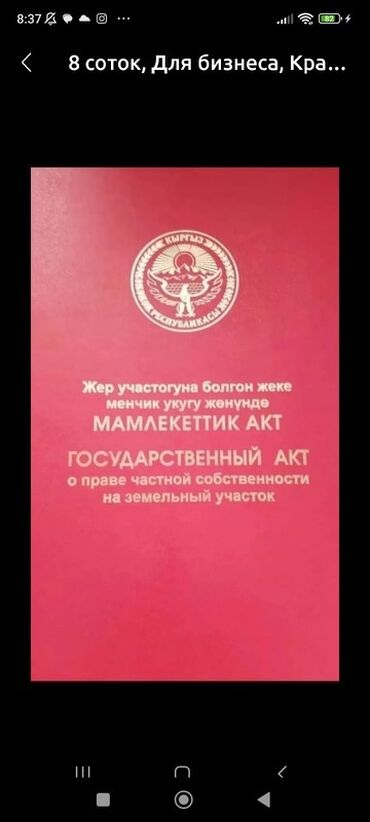 8:37
82
8 соток, Для бизнеса, Кра...
КЫРГЫЗ
РЕСПУБЛИКАСЫ
Жер участогуна болгон жеке
менчик укугу жөнүндө
МАМЛЕКЕТТИК АКТ
ГОСУДАРСТВЕННЫЙ АКТ
о праве частной собственности
на земельный участок